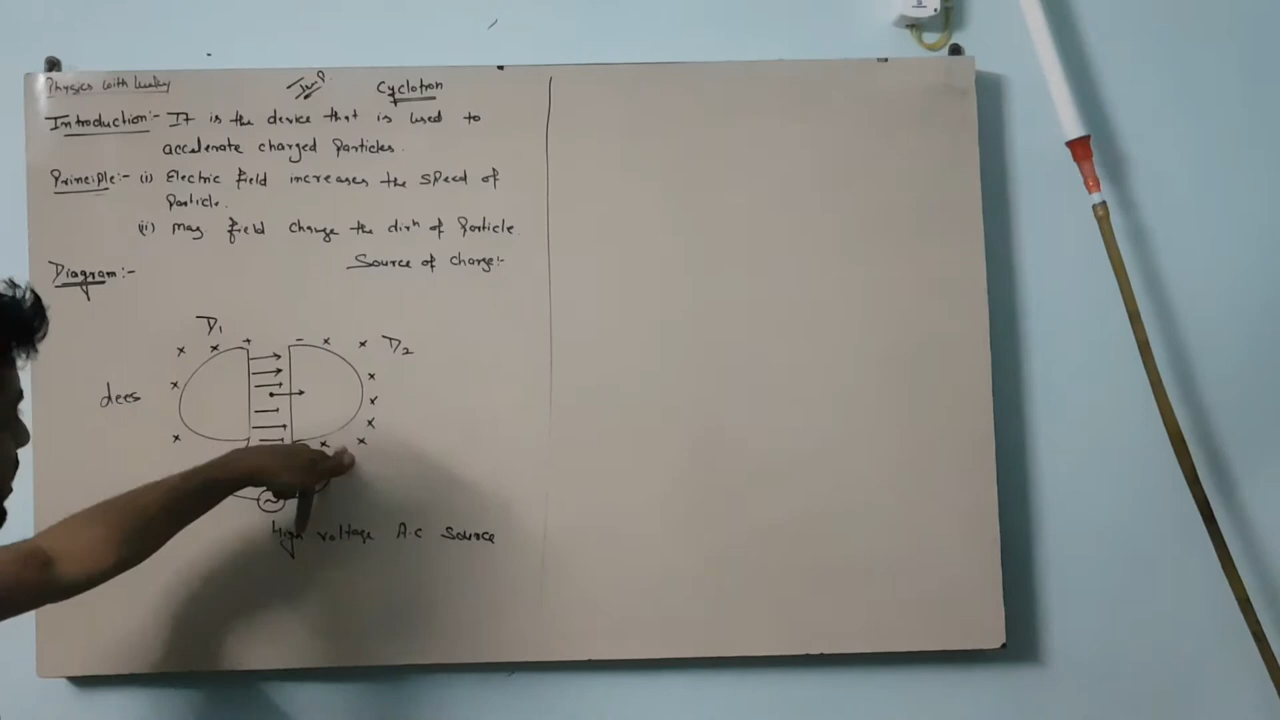 Physics with lucky
Imp
Cyclotron
Introduction:- It is the device that is used to
accelerate charged particles.
Principle:- (i) Electric field increases the speed of
particle.
(ii) Mag field change the dirn of particle.
Source of charge:-
Diagram:-
D1
+ -
D2
dees
High voltage A.C Source